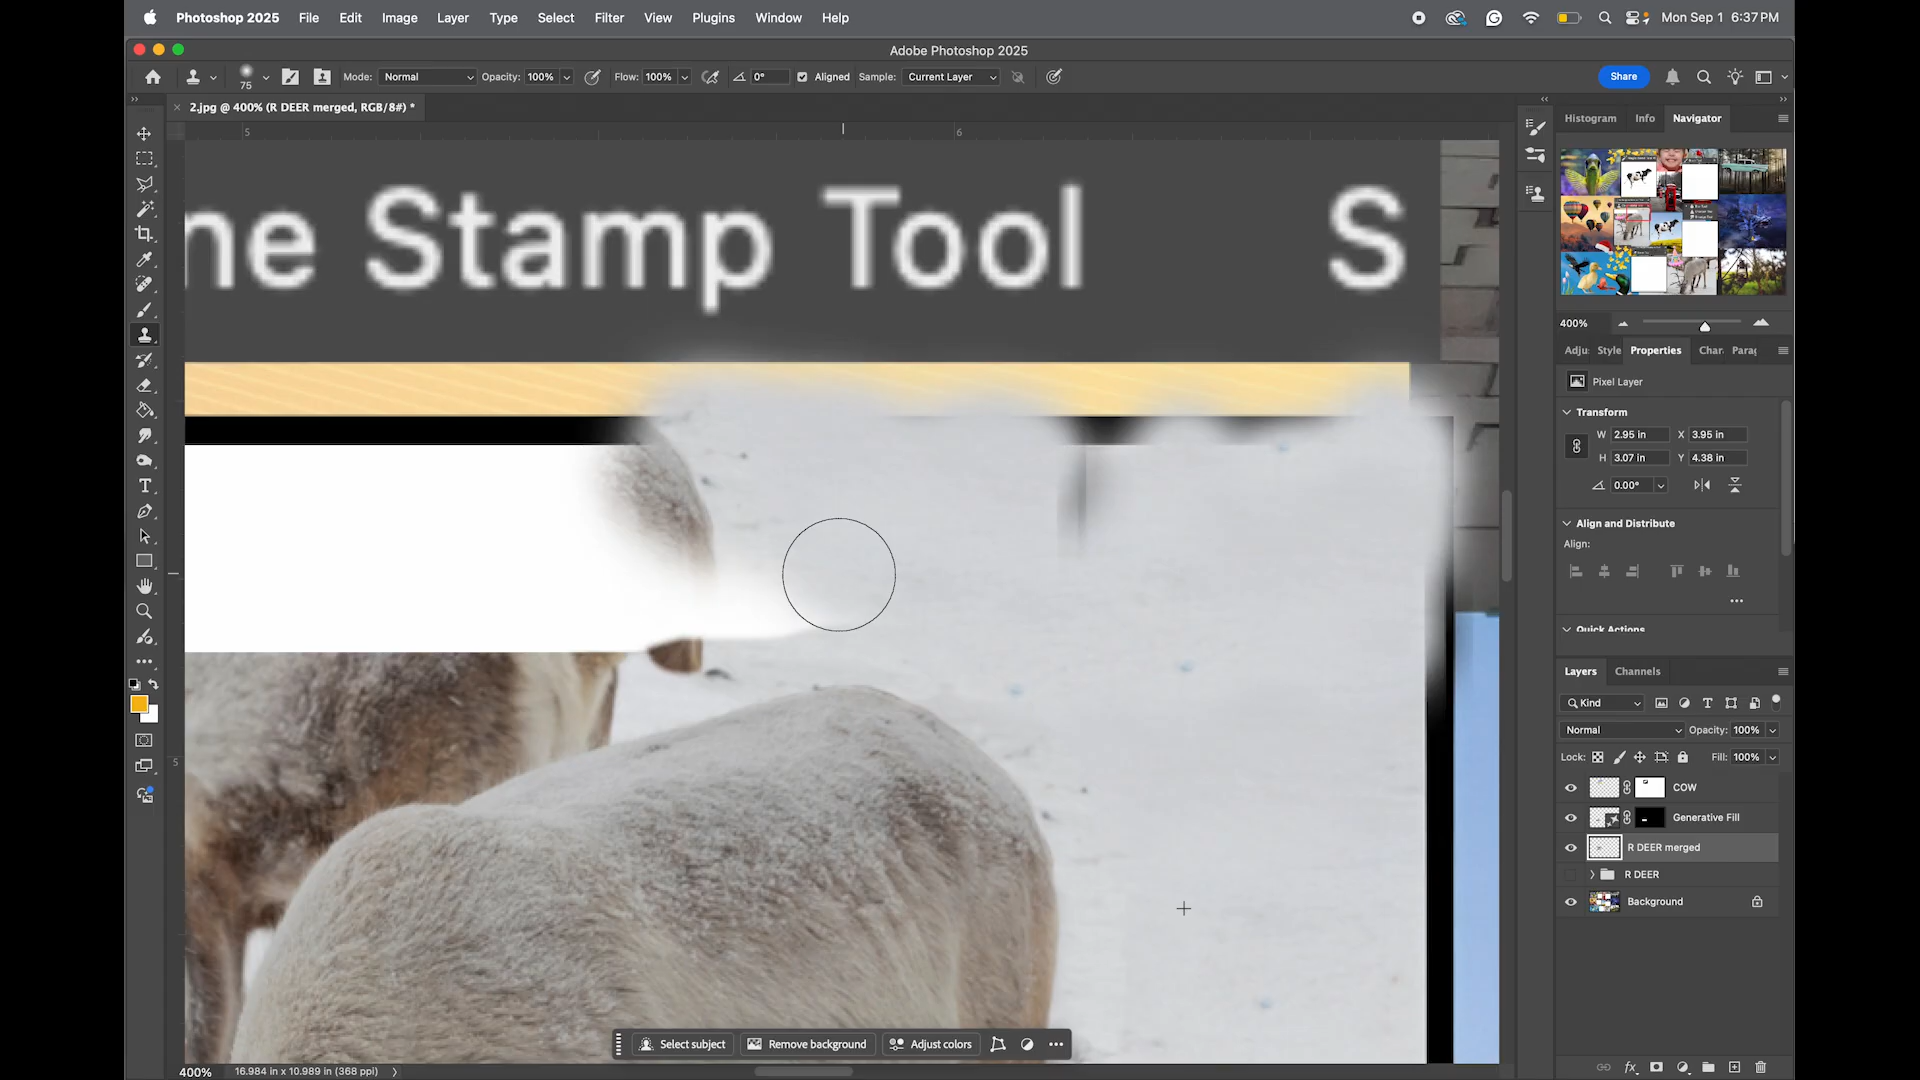 Photoshop 2025 File Edit Image Layer Type Select Filter View Plugins Window Help
Mon Sep 1 6:37 PM
Adobe Photoshop 2025
75 Mode: Normal Opacity: 100% Flow: 100% 0° Aligned Sample: Current Layer
Share
2.jpg @ 400% (R DEER merged, RGB/8#) *
5 6
ne Stamp Tool S
5
Histogram Info Navigator
400%
Adju: Style Properties Char. Parag
Pixel Layer
Transform
W 2.95 in X 3.95 in
H 3.07 in Y 4.38 in
0.00°
Align and Distribute
Align:
Quick Actions
Layers Channels
Kind
Normal Opacity: 100%
Lock: Fill: 100%
COW
Generative Fill
R DEER merged
R DEER
Background
Select subject Remove background Adjust colors
400% 16.984 in x 10.989 in (368 ppi)